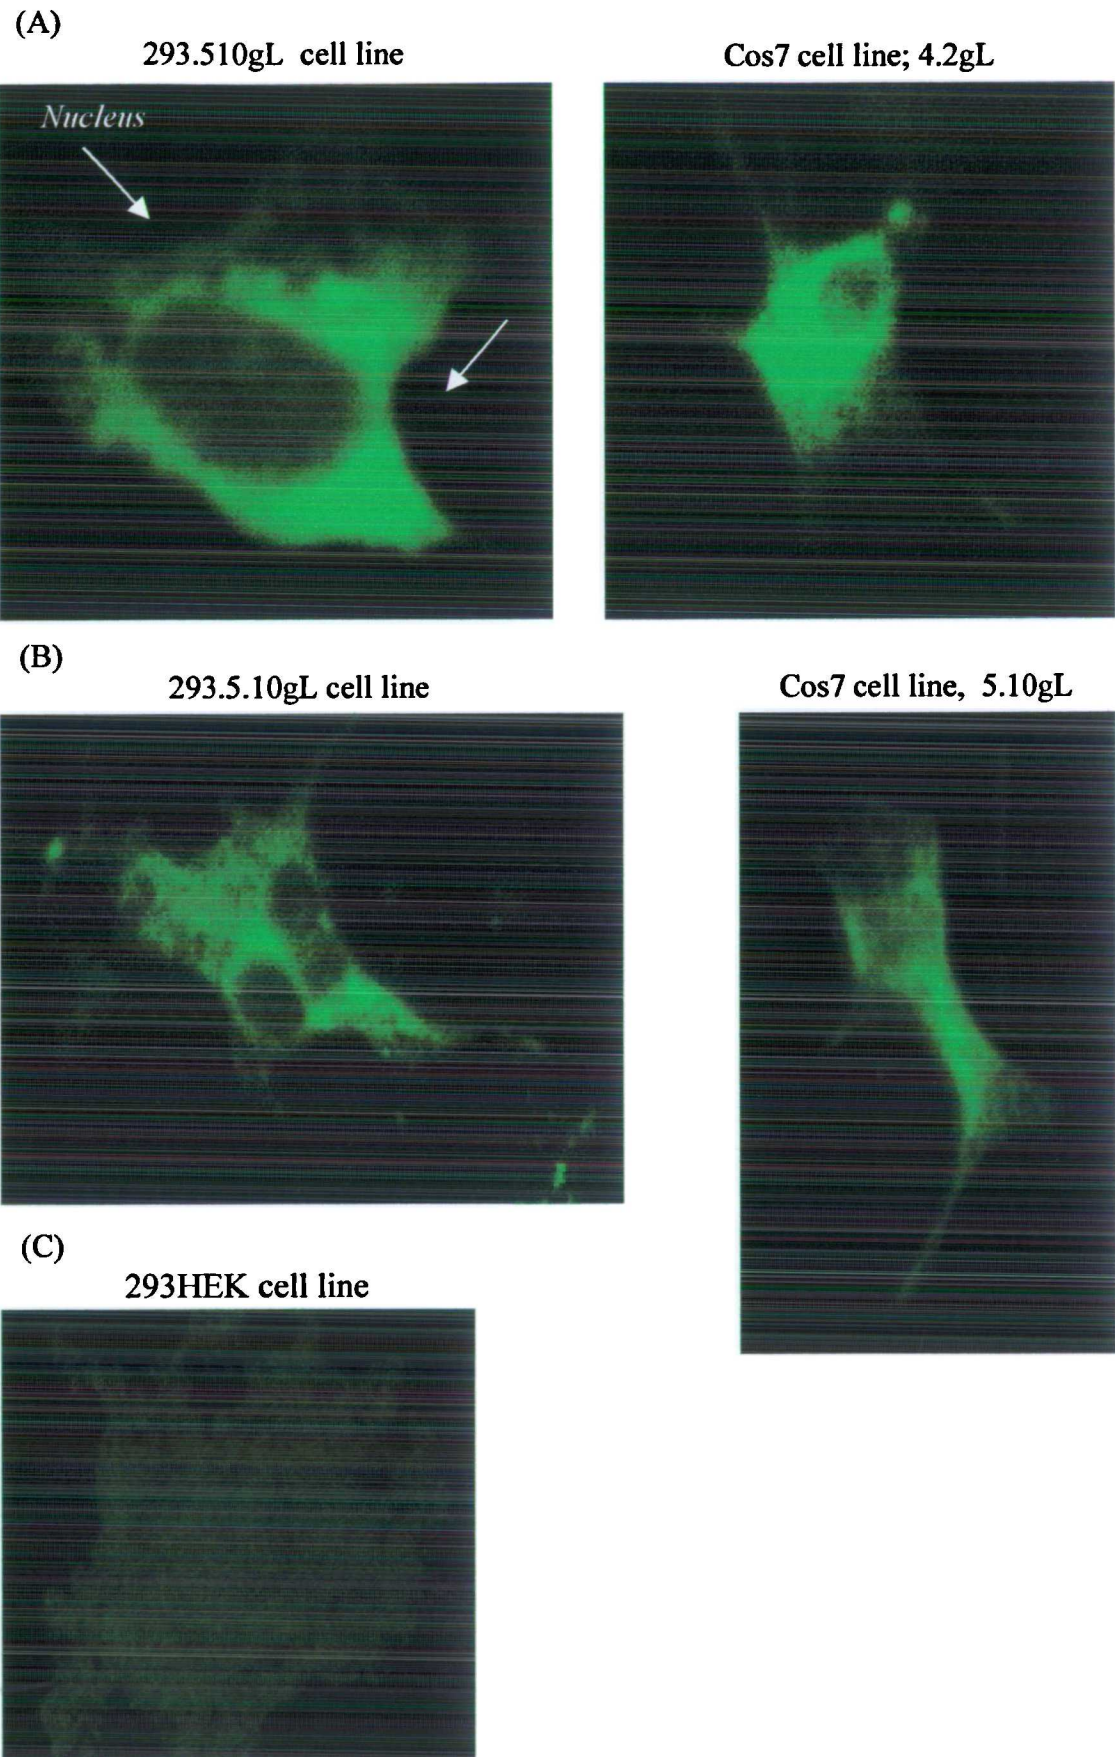 (A)
293.510gL cell line
Cos7 cell line; 4.2gL
Nucleus
(B)
293.5.10gL cell line
Cos7 cell line, 5.10gL
(C)
293HEK cell line